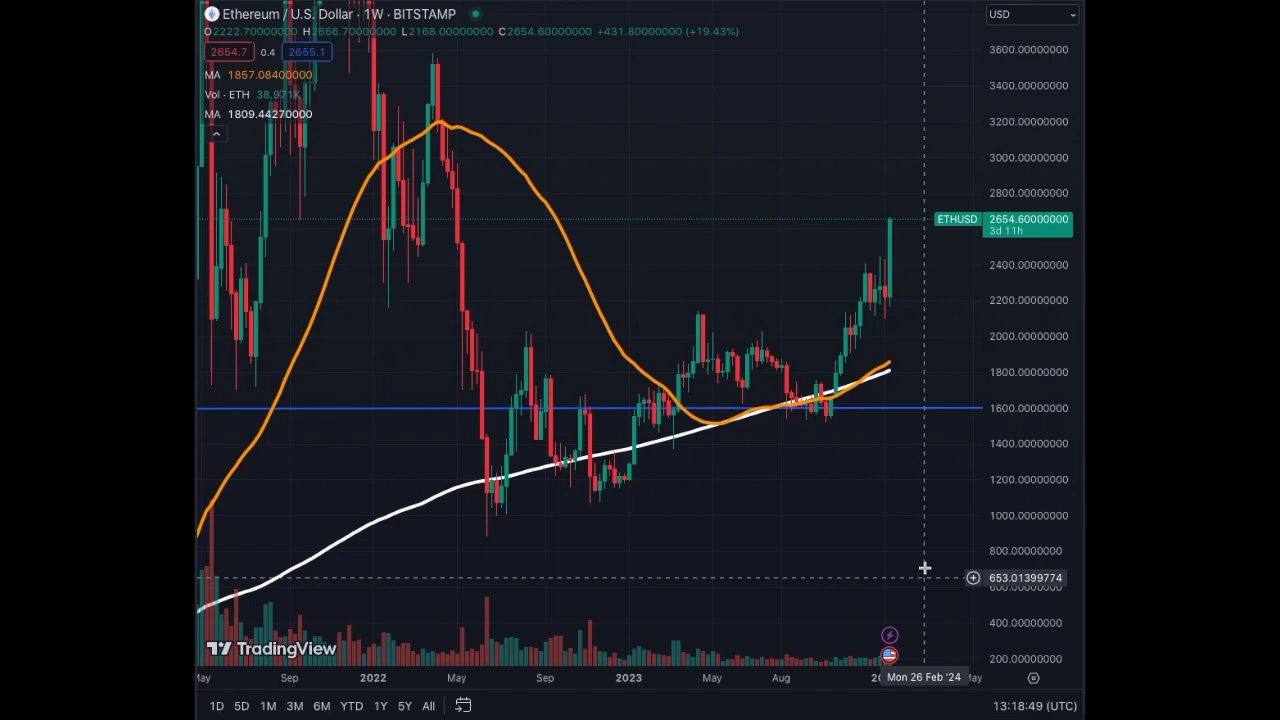 Ethereum / U.S. Dollar · 1W · BITSTAMP
USD
O2222.70000000 H2666.70000000 L2168.00000000 C2654.60000000 +431.80000000 (+19.43%)
2654.7 0.4 2655.1
MA 1857.08400000
Vol · ETH 38.971K
MA 1809.44270000
3600.00000000
3400.00000000
3200.00000000
3000.00000000
2800.00000000
ETHUSD 2654.60000000
3d 11h
2400.00000000
2200.00000000
2000.00000000
1800.00000000
1600.00000000
1400.00000000
1200.00000000
1000.00000000
800.00000000
653.01399774
600.00000000
400.00000000
200.00000000
TradingView
May Sep 2022 May Sep 2023 May Aug Mon 26 Feb '24 May
1D 5D 1M 3M 6M YTD 1Y 5Y All
13:18:49 (UTC)